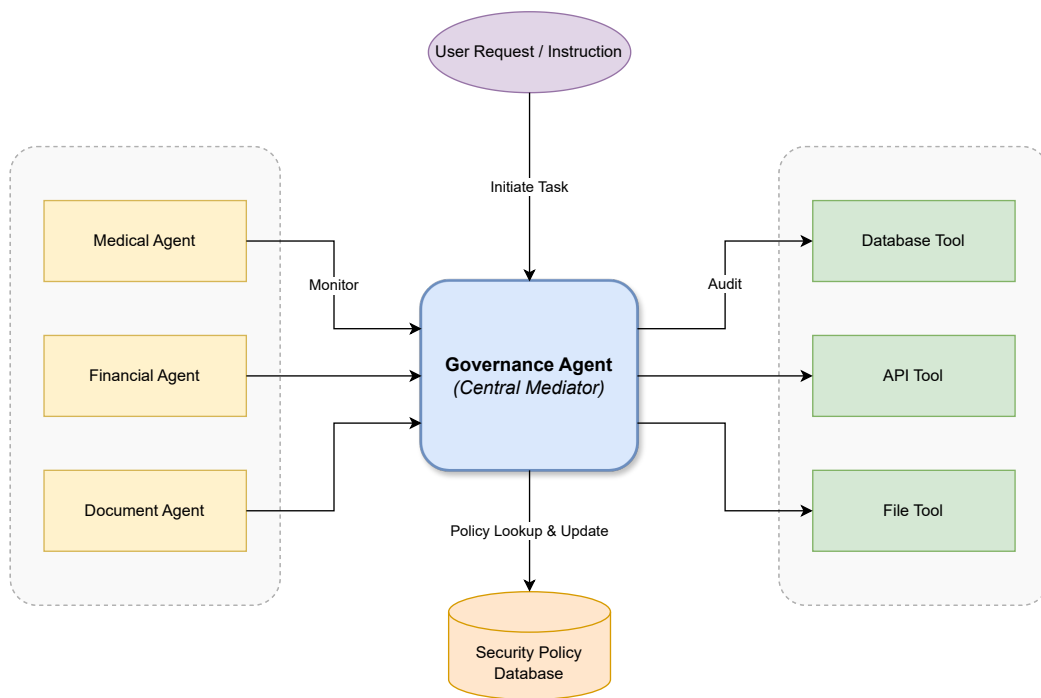 User Request / Instruction
Initiate Task
Medical Agent
Monitor
Financial Agent
Document Agent
Governance Agent
(Central Mediator)
Audit
Database Tool
API Tool
File Tool
Policy Lookup & Update
Security Policy
Database